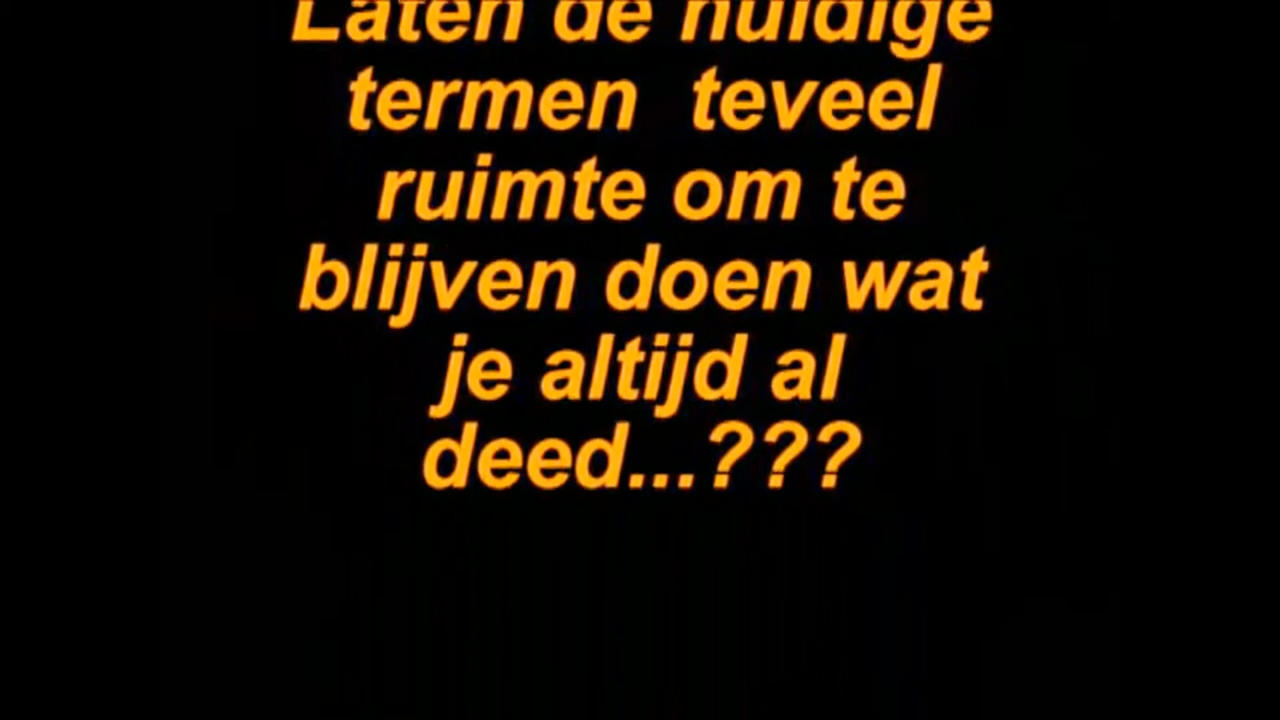 Laten de huidige
termen teveel
ruimte om te
blijven doen wat
je altijd al
deed...???